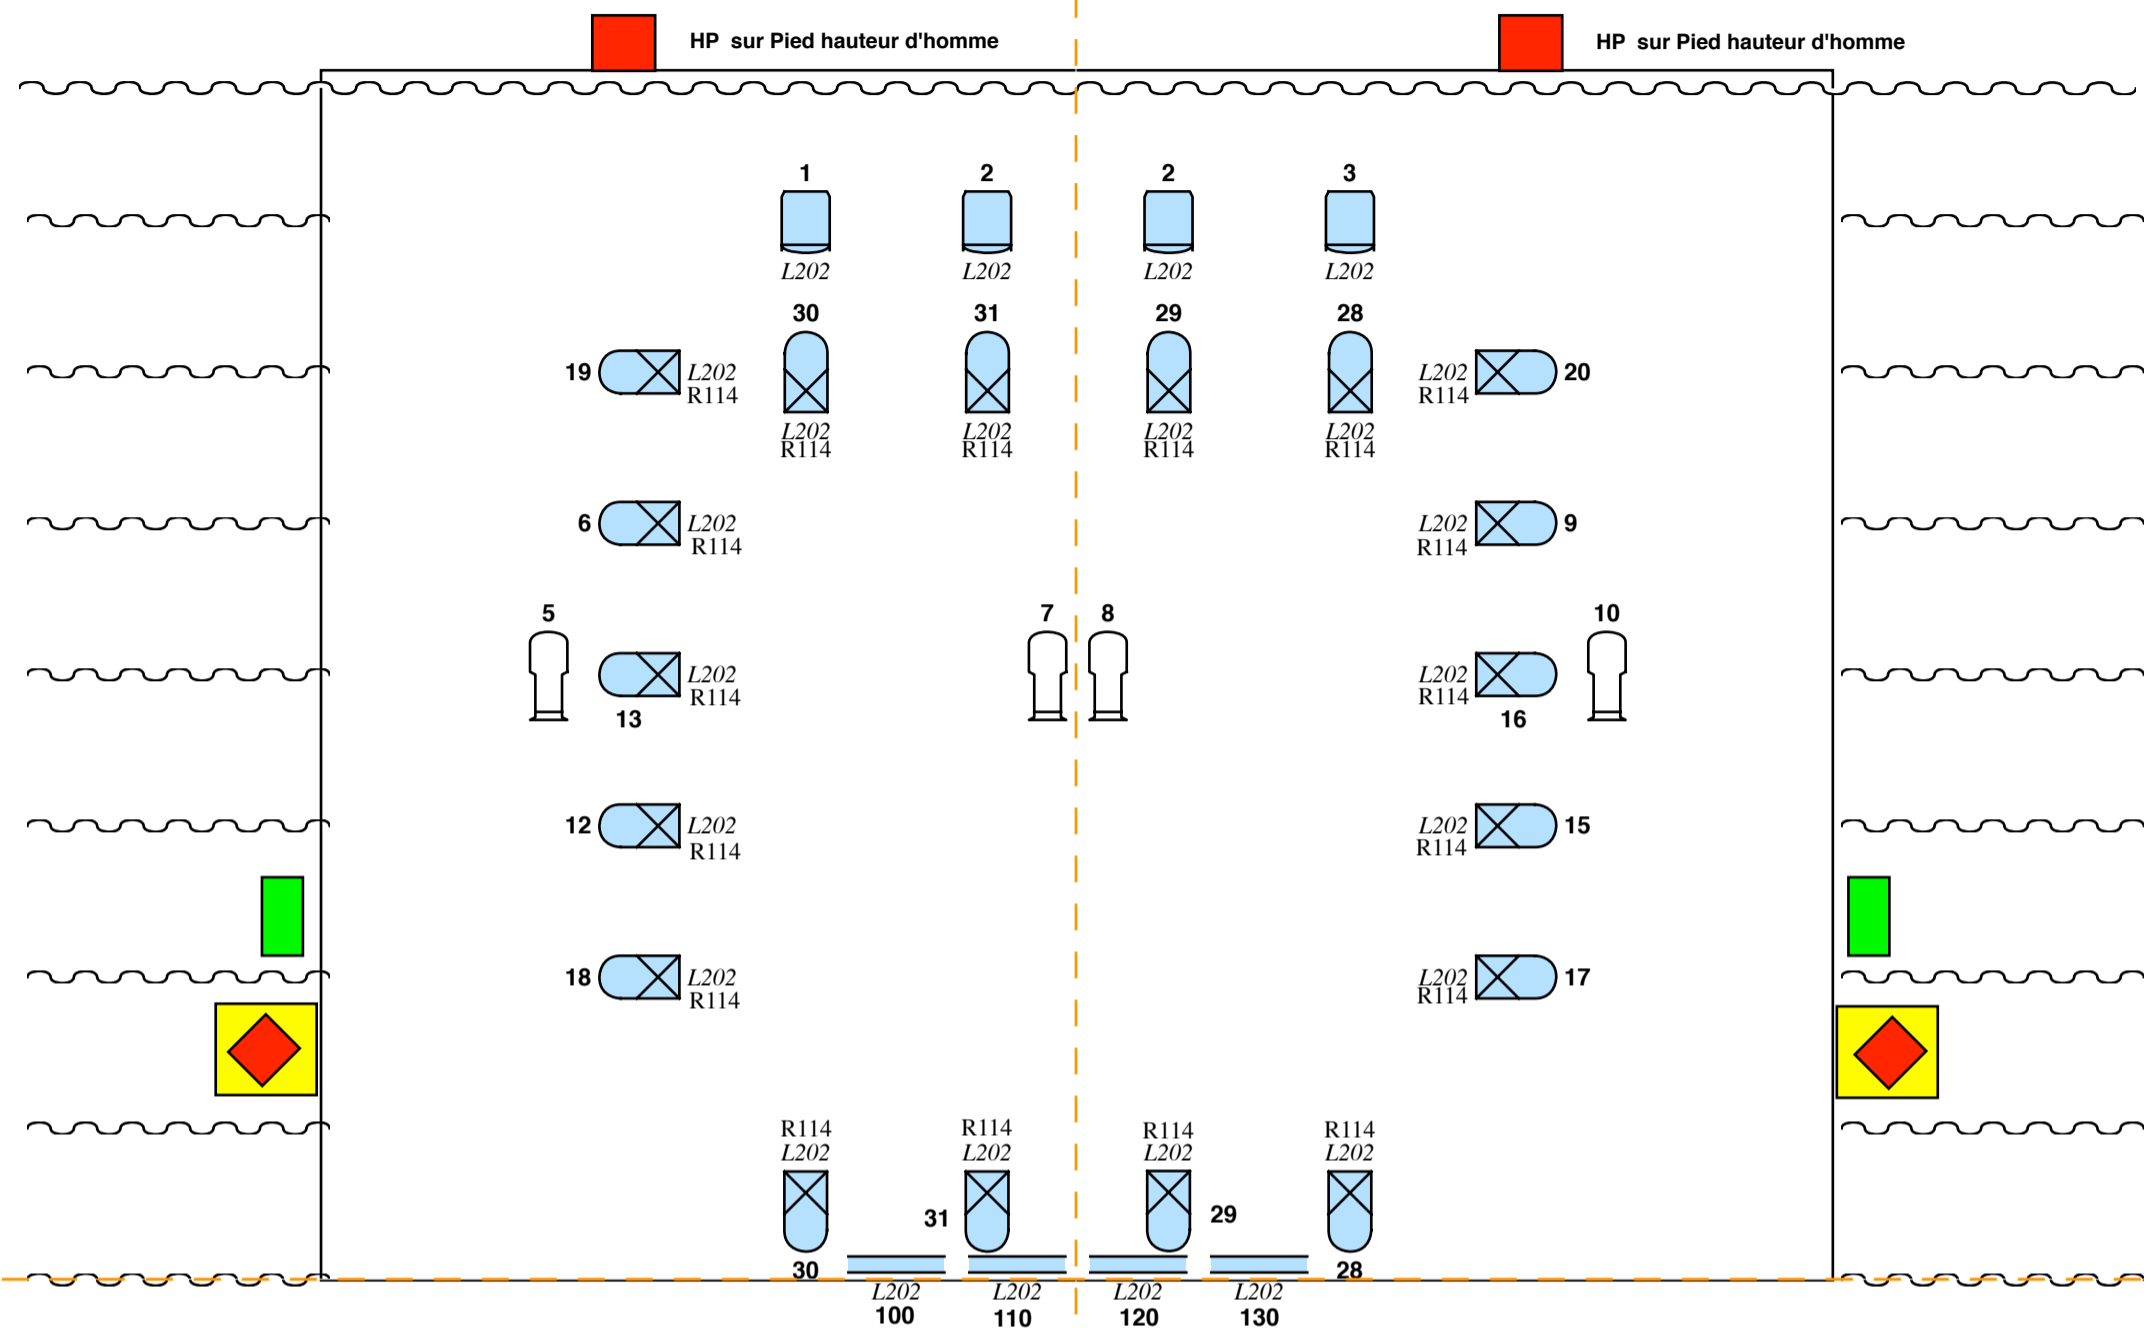 HP sur Pied hauteur d'homme
HP sur Pied hauteur d'homme
1 2 2 3
L202 L202 L202 L202
30 31 29 28
19 L202 L202 20
R114 R114
L202 L202 L202 L202
R114 R114 R114 R114
6 L202 L202 9
R114 R114
5 7 8 10
L202 L202
R114 R114
13 16
12 L202 L202 15
R114 R114
18 L202 L202 17
R114 R114
R114 R114 R114 R114
L202 L202 L202 L202
31 29
30 28
L202 L202 L202 L202
100 110 120 130